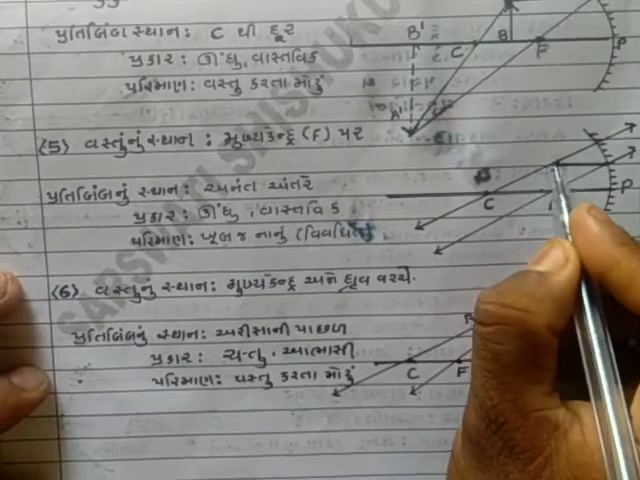 પ્રતિબિંબ સ્થાન : C થી દૂર
પ્રકાર : ઊંધુ, વાસ્તવિક
પરિમાણ : વસ્તુ કરતા મોટું
B' C B F P
A'
(5) વસ્તુંનું સ્થાન : મુખ્યકેન્દ્ર (F) પર
પ્રતિબિંબનું સ્થાન : અનંત અંતરે
પ્રકાર : ઊંધુ, વાસ્તવિક
પરિમાણ : ખૂબ જ નાનું (વિવર્ધિત)
C P
(6) વસ્તુનું સ્થાન : મુખ્યકેન્દ્ર અને ધ્રૃવ વચ્ચે.
પ્રતિબિંબનું સ્થાન : અરીસાની પાછળ
પ્રકાર : ચત્તુ, આભાસી
પરિમાણ : વસ્તુ કરતા મોટું
C F